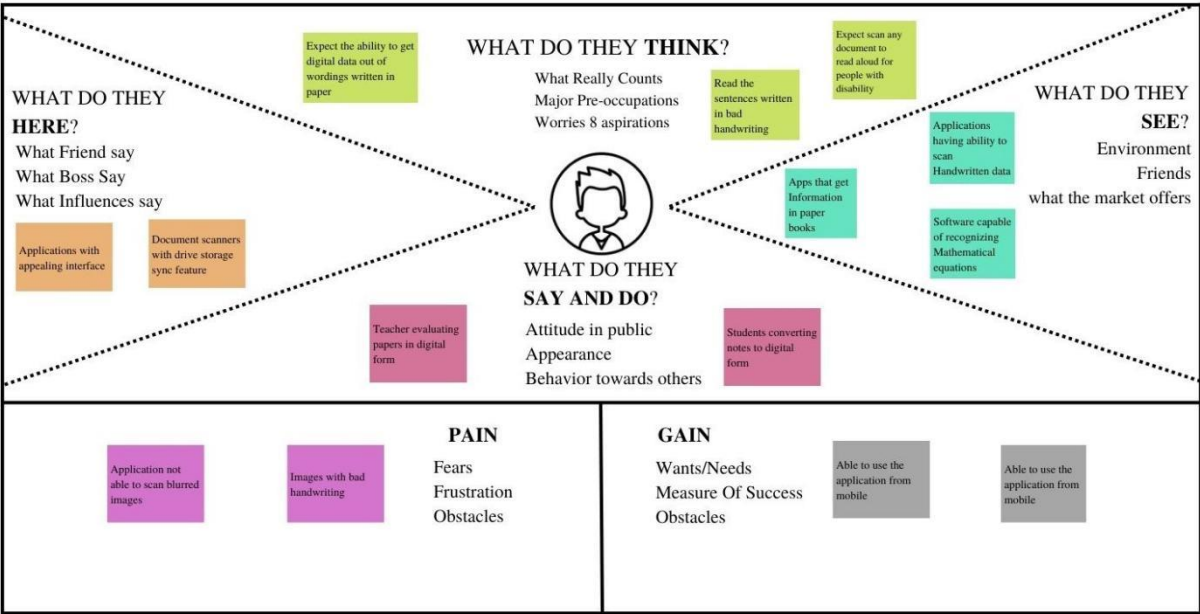 WHAT DO THEY THINK?
What Really Counts
Major Pre-occupations
Worries 8 aspirations
Expect the ability to get
digital data out of
wordings written in
paper
Read the
sentences written
in bad
handwriting
Expect scan any
document to
read aloud for
people with
disability
WHAT DO THEY
HERE?
What Friend say
What Boss Say
What Influences say
Applications with
appealing interface
Document scanners
with drive storage
sync feature
WHAT DO THEY
SEE?
Environment
Friends
what the market offers
Applications
having ability to
scan
Handwritten data
Apps that get
Information
in paper
books
Software capable
of recognizing
Mathematical
equations
WHAT DO THEY
SAY AND DO?
Attitude in public
Appearance
Behavior towards others
Teacher evaluating
papers in digital
form
Students converting
notes to digital
form
PAIN
Fears
Frustration
Obstacles
Application not
able to scan blurred
images
Images with bad
handwriting
GAIN
Wants/Needs
Measure Of Success
Obstacles
Able to use the
application from
mobile
Able to use the
application from
mobile